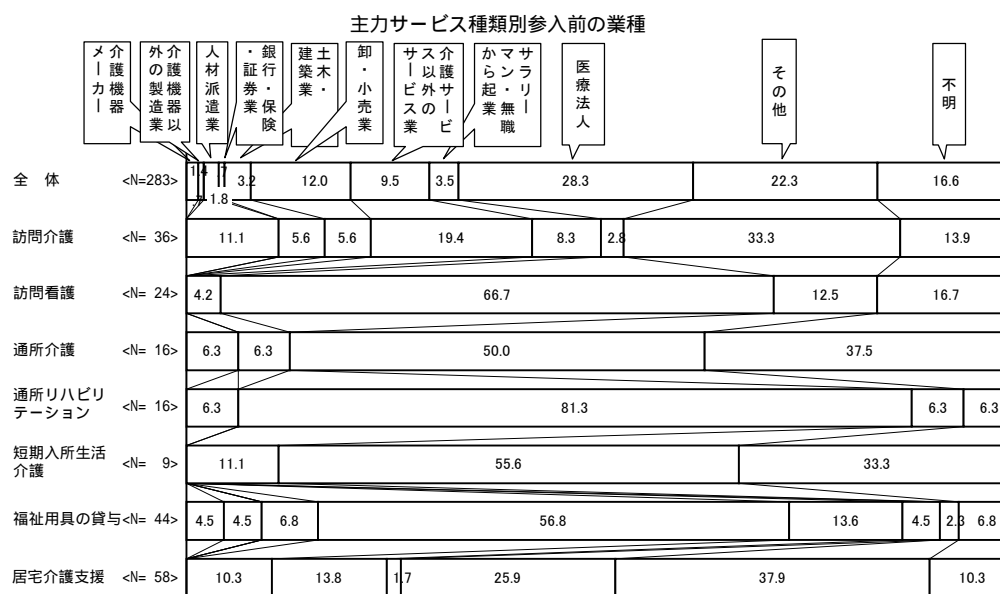 主力サービス種類別参入前の業種
介護機器
メーカー
介護機器以
外の製造業
人材派遣業
銀行・保険
・証券業
土木・
建築業
卸・小売業
介護サービ
ス以外の
サービス業
サラリー
マン・無職
から起業
医療法人
その他
不明
全 体 <N=283> 1.4 .7 1.8 .7 3.2 12.0 9.5 3.5 28.3 22.3 16.6
訪問介護 <N= 36> 11.1 5.6 5.6 19.4 8.3 2.8 33.3 13.9
訪問看護 <N= 24> 4.2 66.7 12.5 16.7
通所介護 <N= 16> 6.3 6.3 50.0 37.5
通所リハビリ
テーション <N= 16> 6.3 81.3 6.3 6.3
短期入所生活
介護 <N= 9> 11.1 55.6 33.3
福祉用具の貸与 <N= 44> 4.5 4.5 6.8 56.8 13.6 4.5 2.3 6.8
居宅介護支援 <N= 58> 10.3 13.8 1.7 25.9 37.9 10.3